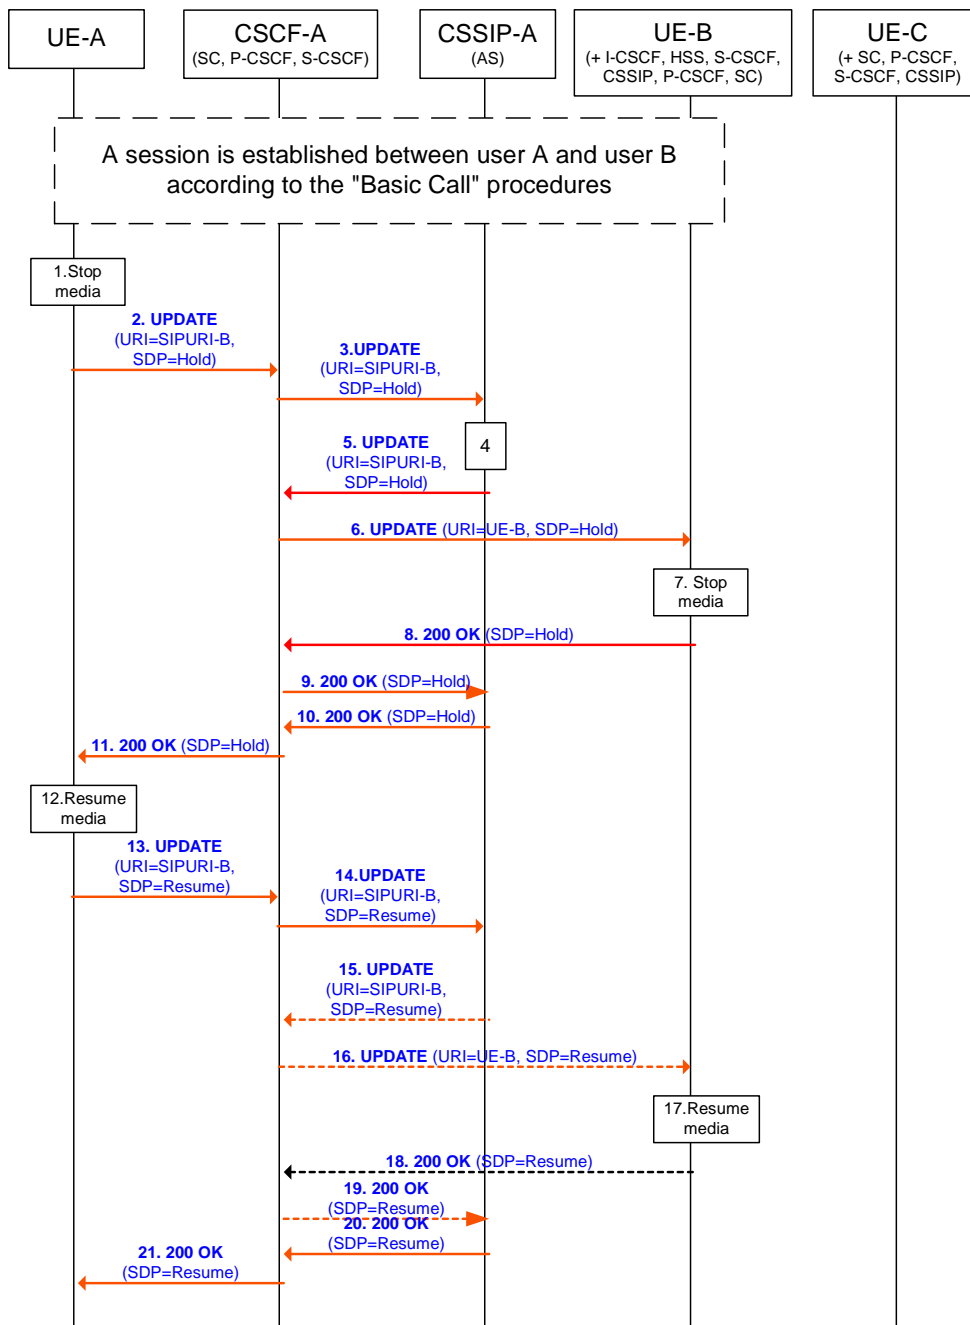 UE-A
CSCF-A
(SC, P-CSCF, S-CSCF)
CSSIP-A
(AS)
UE-B
(+ I-CSCF, HSS, S-CSCF,
CSSIP, P-CSCF, SC)
UE-C
(+ SC, P-CSCF,
S-CSCF, CSSIP)
A session is established between user A and user B
according to the "Basic Call" procedures
1.Stop
media
2. UPDATE
(URI=SIPURI-B,
SDP=Hold)
3.UPDATE
(URI=SIPURI-B,
SDP=Hold)
4
5. UPDATE
(URI=SIPURI-B,
SDP=Hold)
6. UPDATE (URI=UE-B, SDP=Hold)
7. Stop
media
8. 200 OK (SDP=Hold)
9. 200 OK (SDP=Hold)
10. 200 OK (SDP=Hold)
11. 200 OK (SDP=Hold)
12.Resume
media
13. UPDATE
(URI=SIPURI-B,
SDP=Resume)
14.UPDATE
(URI=SIPURI-B,
SDP=Resume)
15. UPDATE
(URI=SIPURI-B,
SDP=Resume)
16. UPDATE (URI=UE-B, SDP=Resume)
17.Resume
media
18. 200 OK (SDP=Resume)
19. 200 OK
(SDP=Resume)
20. 200 OK
(SDP=Resume)
21. 200 OK
(SDP=Resume)